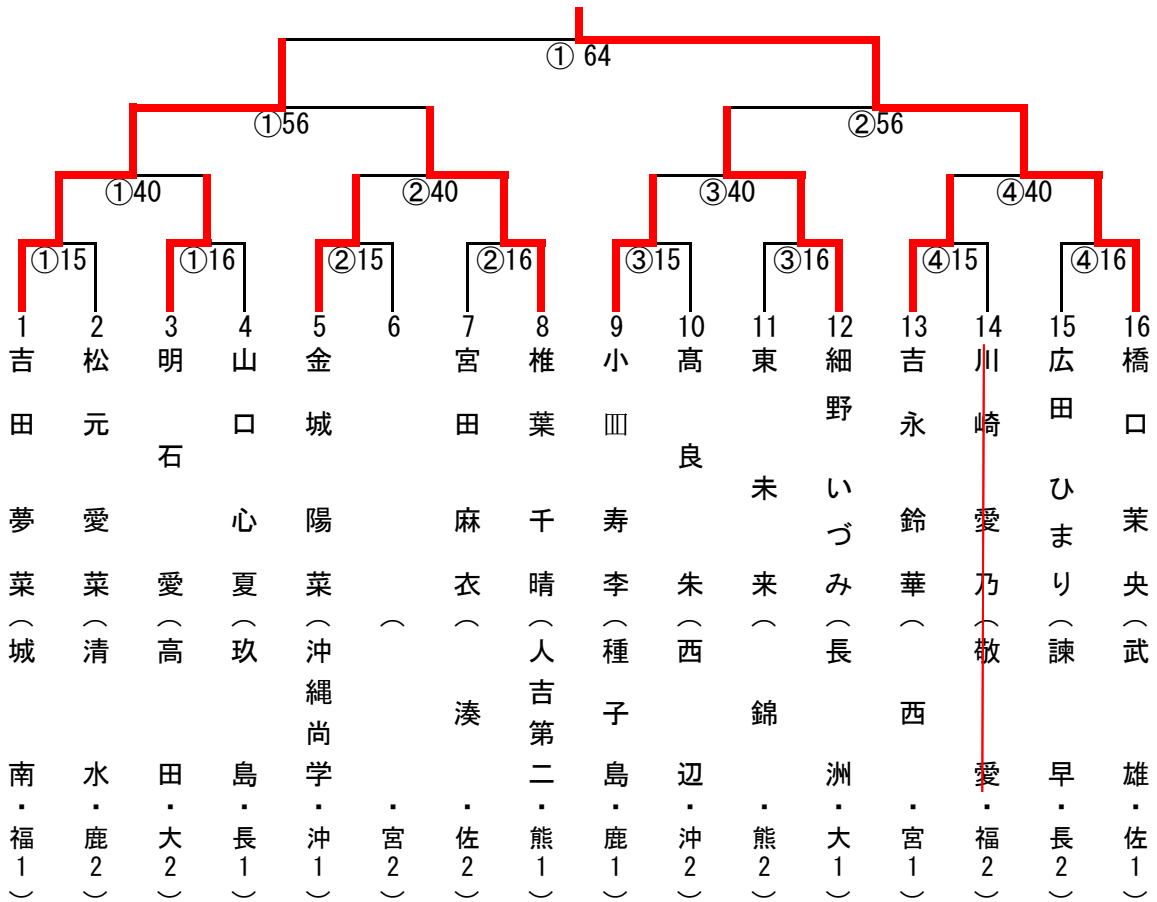 ① 64
①56
②56
①40
②40
③40
④40
①15
①16
②15
②16
③15
③16
④15
④16
1
2
3
4
5
6
7
8
9
10
11
12
13
14
15
16
吉田夢菜（城南・福1）
松元愛菜（清水・鹿2）
明石愛（高田・大2）
山口心夏（玖島・長1）
金城陽菜（沖縄尚学・沖1）
（・宮2）
宮田麻衣（湊・佐2）
椎葉千晴（人吉第二・熊1）
小皿寿李（種子島・鹿1）
髙良朱（西辺・沖2）
東未来（錦・熊2）
細野いづみ（長洲・大1）
吉永鈴華（西・宮1）
川崎愛乃（敬愛・福2）
広田ひまり（諫早・長2）
橋口茉央（武雄・佐1）